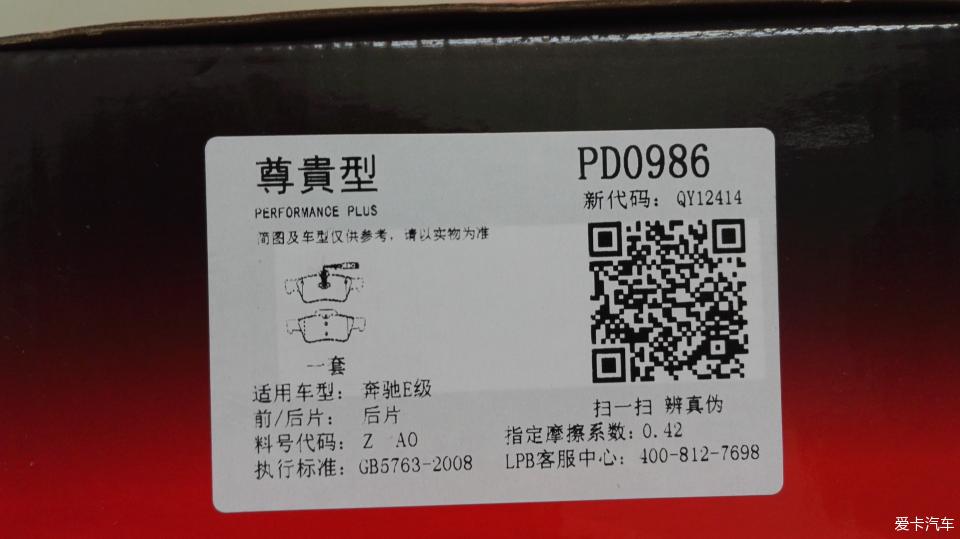 尊貴型
PERFORMANCE PLUS
简图及车型仅供参考，请以实物为准
一套
适用车型：奔驰E级
前/后片：后片
料号代码：Z A0
执行标准：GB5763-2008
PD0986
新代码：QY12414
扫一扫 辨真伪
指定摩擦系数：0.42
LPB客服中心：400-812-7698
爱卡汽车